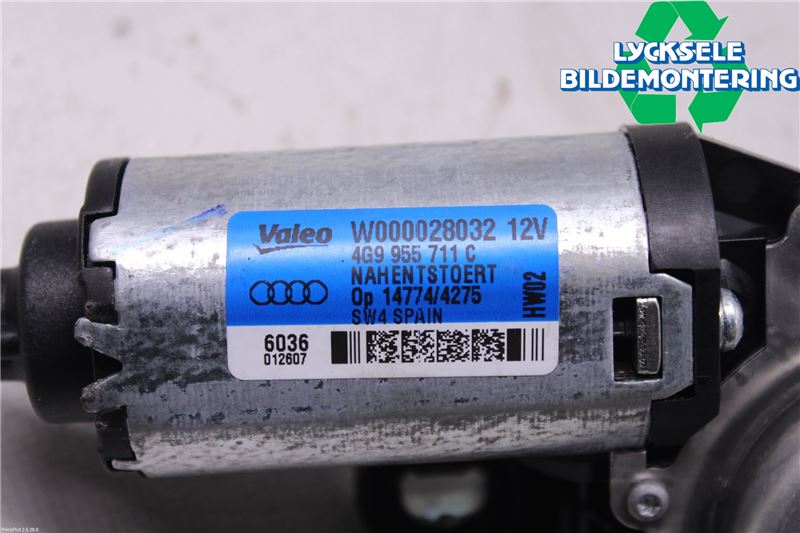 LYCKSELE
BILDEMONTERING
Valeo W000028032 12V
4G9 955 711 C
NAHENTSTOERT
Op 14774/4275
SW4 SPAIN
HW02
6036
012607